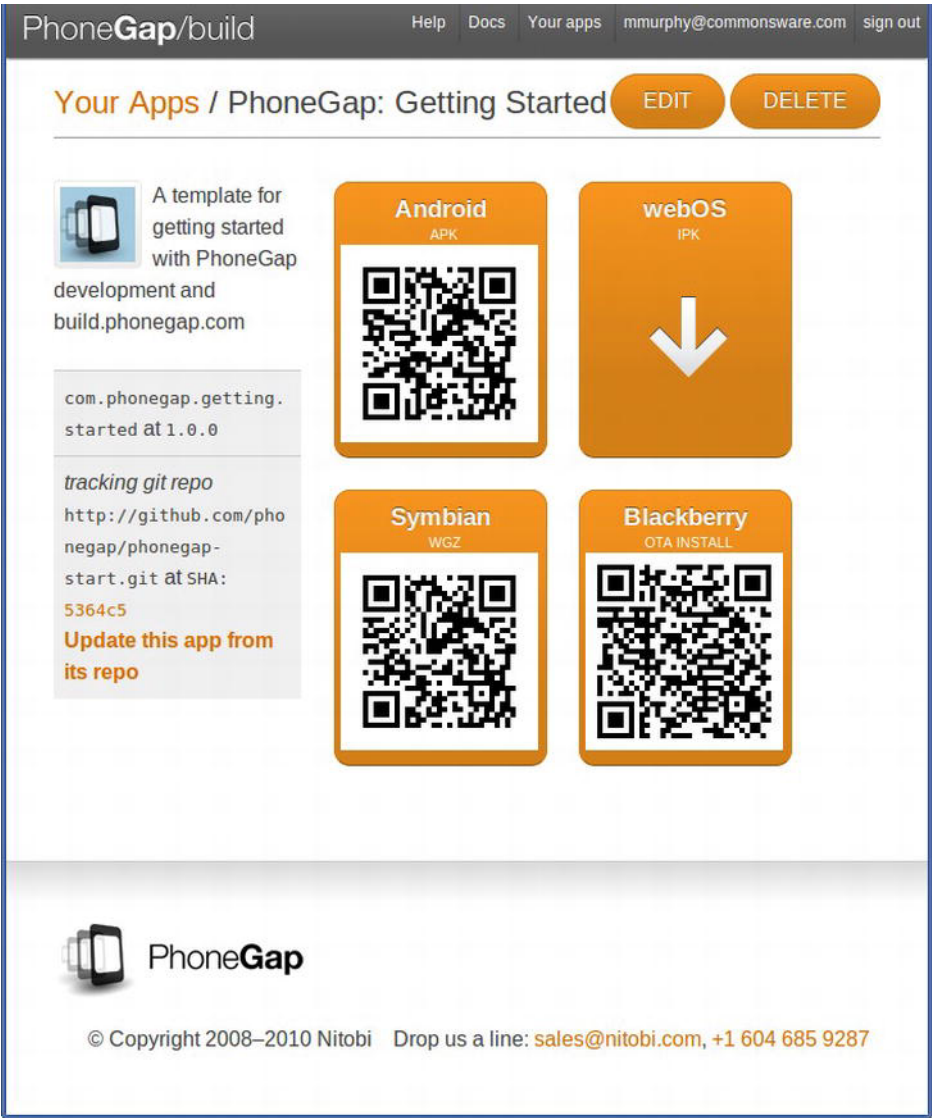 PhoneGap/build
Help Docs Your apps mmurphy@commonsware.com sign out
Your Apps / PhoneGap: Getting Started
EDIT DELETE
A template for
getting started
with PhoneGap
development and
build.phonegap.com
com.phonegap.getting.
started at 1.0.0
tracking git repo
http://github.com/pho
negap/phonegap-
start.git at SHA:
5364c5
Update this app from
its repo
Android
APK
webOS
IPK
Symbian
WGZ
Blackberry
OTA INSTALL
PhoneGap
© Copyright 2008–2010 Nitobi Drop us a line: sales@nitobi.com, +1 604 685 9287